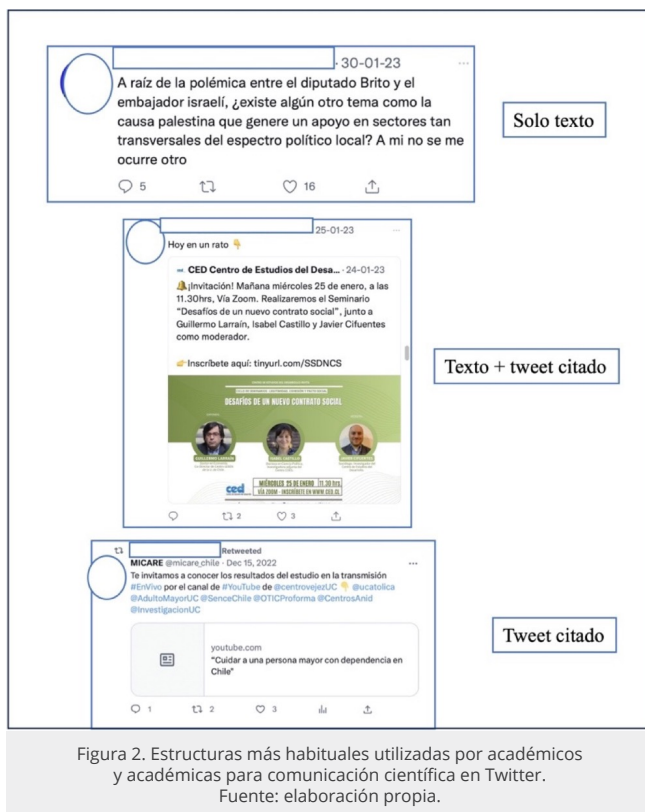 30-01-23
A raíz de la polémica entre el diputado Brito y el
embajador israelí, ¿existe algún otro tema como la
causa palestina que genere un apoyo en sectores tan
transversales del espectro político local? A mi no se me
ocurre otro
5 16
Solo texto
25-01-23
Hoy en un rato 👇
CED Centro de Estudios del Desa... · 24-01-23
🔔¡Invitación! Mañana miércoles 25 de enero, a las
11.30hrs, Vía Zoom. Realizaremos el Seminario
"Desafíos de un nuevo contrato social", junto a
Guillermo Larraín, Isabel Castillo y Javier Cifuentes
como moderador.
👉Inscríbete aquí: tinyurl.com/SSDNCS
DESAFÍOS DE UN NUEVO CONTRATO SOCIAL
GUILLERMO LARRAÍN
ced
MIÉRCOLES 25 DE ENERO 11.30 hrs
VÍA ZOOM - INSCRÍBETE EN WWW.CED.CL
2 3
Texto + tweet citado
Retweeted
MICARE @micare_chile · Dec 15, 2022
Te invitamos a conocer los resultados del estudio en la transmisión
#EnVivo por el canal de #YouTube de @centrovejezUC 👇 @ucatolica
@AdultoMayorUC @SenceChile @OTICProforma @CentrosAnid
@InvestigacionUC
youtube.com
"Cuidar a una persona mayor con dependencia en
Chile"
1 2 3
Tweet citado
Figura 2. Estructuras más habituales utilizadas por académicos
y académicas para comunicación científica en Twitter.
Fuente: elaboración propia.